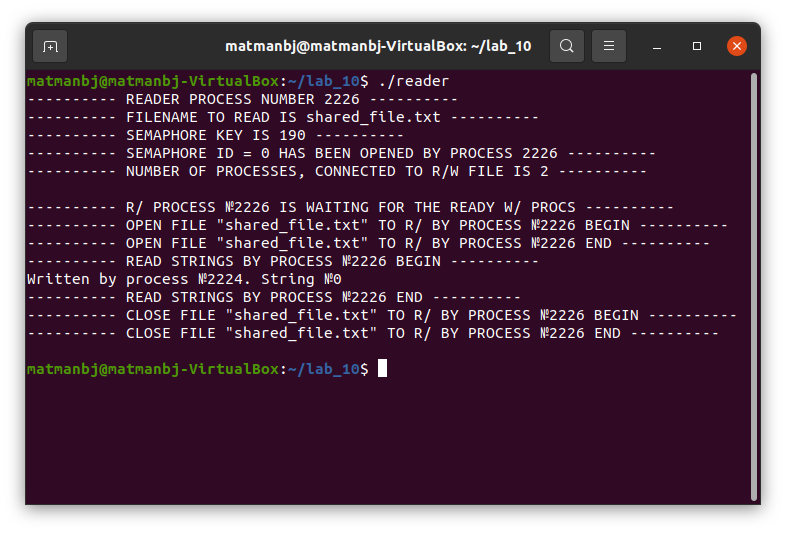 matmanbj@matmanbj-VirtualBox: ~/lab_10
matmanbj@matmanbj-VirtualBox:~/lab_10$ ./reader
---------- READER PROCESS NUMBER 2226 ----------
---------- FILENAME TO READ IS shared_file.txt ----------
---------- SEMAPHORE KEY IS 190 ----------
---------- SEMAPHORE ID = 0 HAS BEEN OPENED BY PROCESS 2226 ----------
---------- NUMBER OF PROCESSES, CONNECTED TO R/W FILE IS 2 ----------
---------- R/ PROCESS №2226 IS WAITING FOR THE READY W/ PROCS ----------
---------- OPEN FILE "shared_file.txt" TO R/ BY PROCESS №2226 BEGIN ----------
---------- OPEN FILE "shared_file.txt" TO R/ BY PROCESS №2226 END ----------
---------- READ STRINGS BY PROCESS №2226 BEGIN ----------
Written by process №2224. String №0
---------- READ STRINGS BY PROCESS №2226 END ----------
---------- CLOSE FILE "shared_file.txt" TO R/ BY PROCESS №2226 BEGIN ----------
---------- CLOSE FILE "shared_file.txt" TO R/ BY PROCESS №2226 END ----------
matmanbj@matmanbj-VirtualBox:~/lab_10$